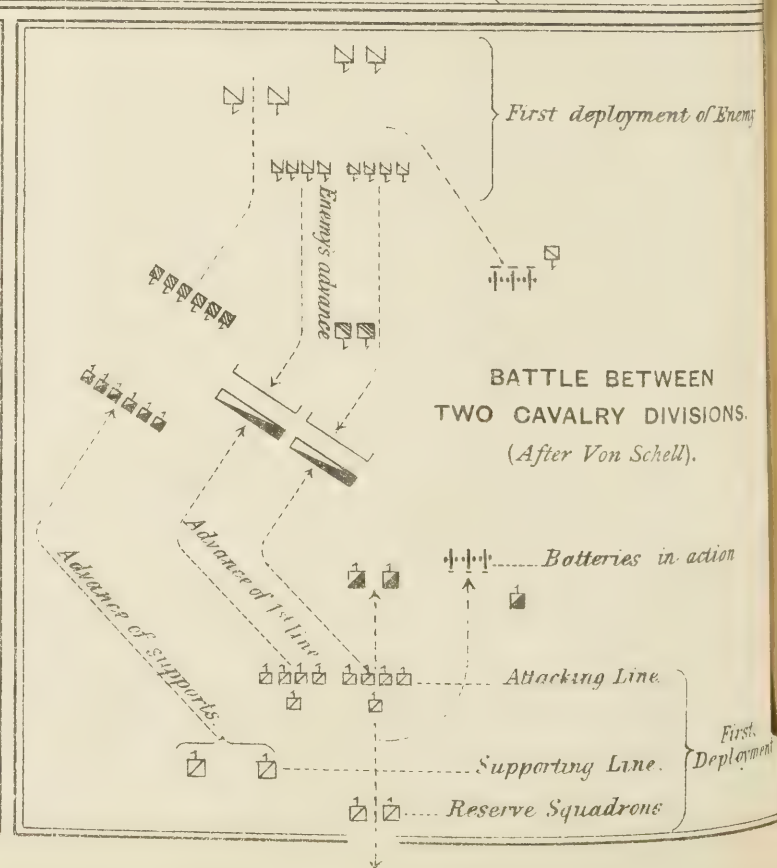 First deployment of Enemy
Enemy's advance
BATTLE BETWEEN
TWO CAVALRY DIVISIONS.
(After Von Schell).
Advance of supports.
Advance of 1st line
Batteries in action
Attacking Line.
Supporting Line.
First.
Deployment
Reserve Squadrons